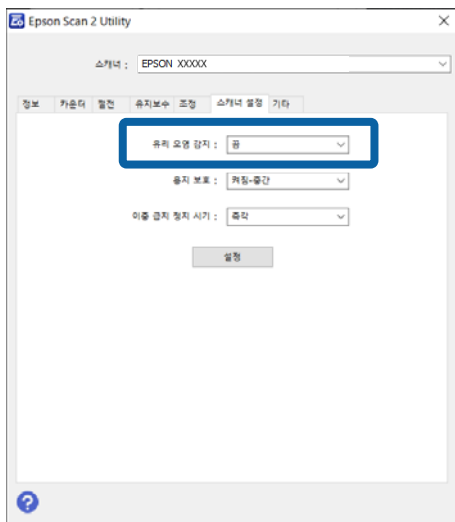 Epson Scan 2 Utility
스캐너 : EPSON XXXXX
정보 카운터 절전 유지보수 조정 스캐너 설정 기타
유리 오염 감지 : 끔
용지 보호 : 켜짐-중간
이중 급지 정지 시기 : 즉각
설정
?